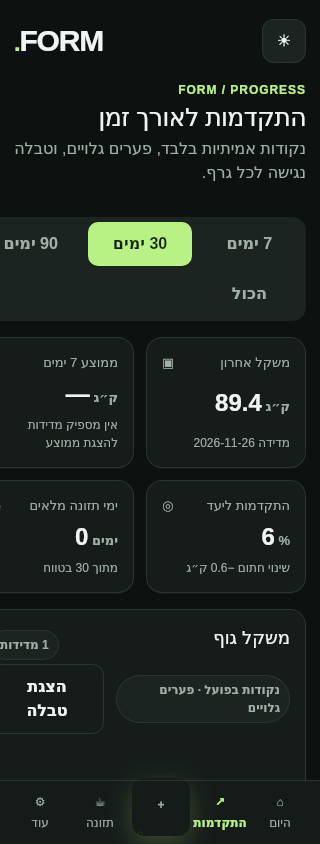 FORM.
FORM / PROGRESS
התקדמות לאורך זמן
נקודות אמיתיות בלבד, פערים גלויים, וטבלה
נגישה לכל גרף.
7 ימים
30 ימים
90 ימים
הכול
משקל אחרון
89.4 ק״ג
מדידה 2026-11-26
ממוצע 7 ימים
— ק״ג
אין מספיק מדידות
להצגת ממוצע
התקדמות ליעד
6 %
שינוי חתום −0.6 ק״ג
ימי תזונה מלאים
0 ימים
מתוך 30 בטווח
משקל גוף
1 מדידות
נקודות בפועל · פערים
גלויים
הצגת
טבלה
היום
התקדמות
+
תזונה
עוד